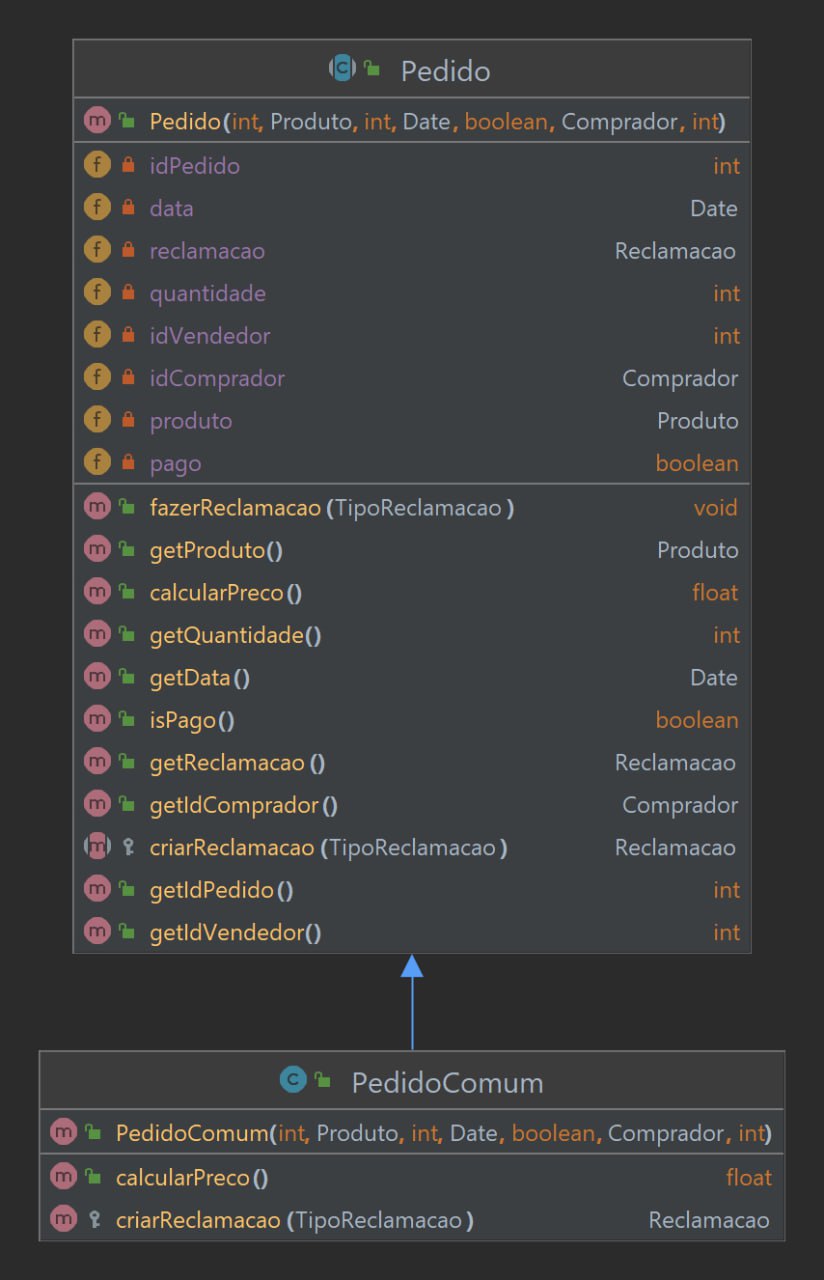 Pedido
Pedido(int, Produto, int, Date, boolean, Comprador, int)
idPedido int
data Date
reclamacao Reclamacao
quantidade int
idVendedor int
idComprador Comprador
produto Produto
pago boolean
fazerReclamacao(TipoReclamacao) void
getProduto() Produto
calcularPreco() float
getQuantidade() int
getData() Date
isPago() boolean
getReclamacao() Reclamacao
getIdComprador() Comprador
criarReclamacao(TipoReclamacao) Reclamacao
getIdPedido() int
getIdVendedor() int
PedidoComum
PedidoComum(int, Produto, int, Date, boolean, Comprador, int)
calcularPreco() float
criarReclamacao(TipoReclamacao) Reclamacao